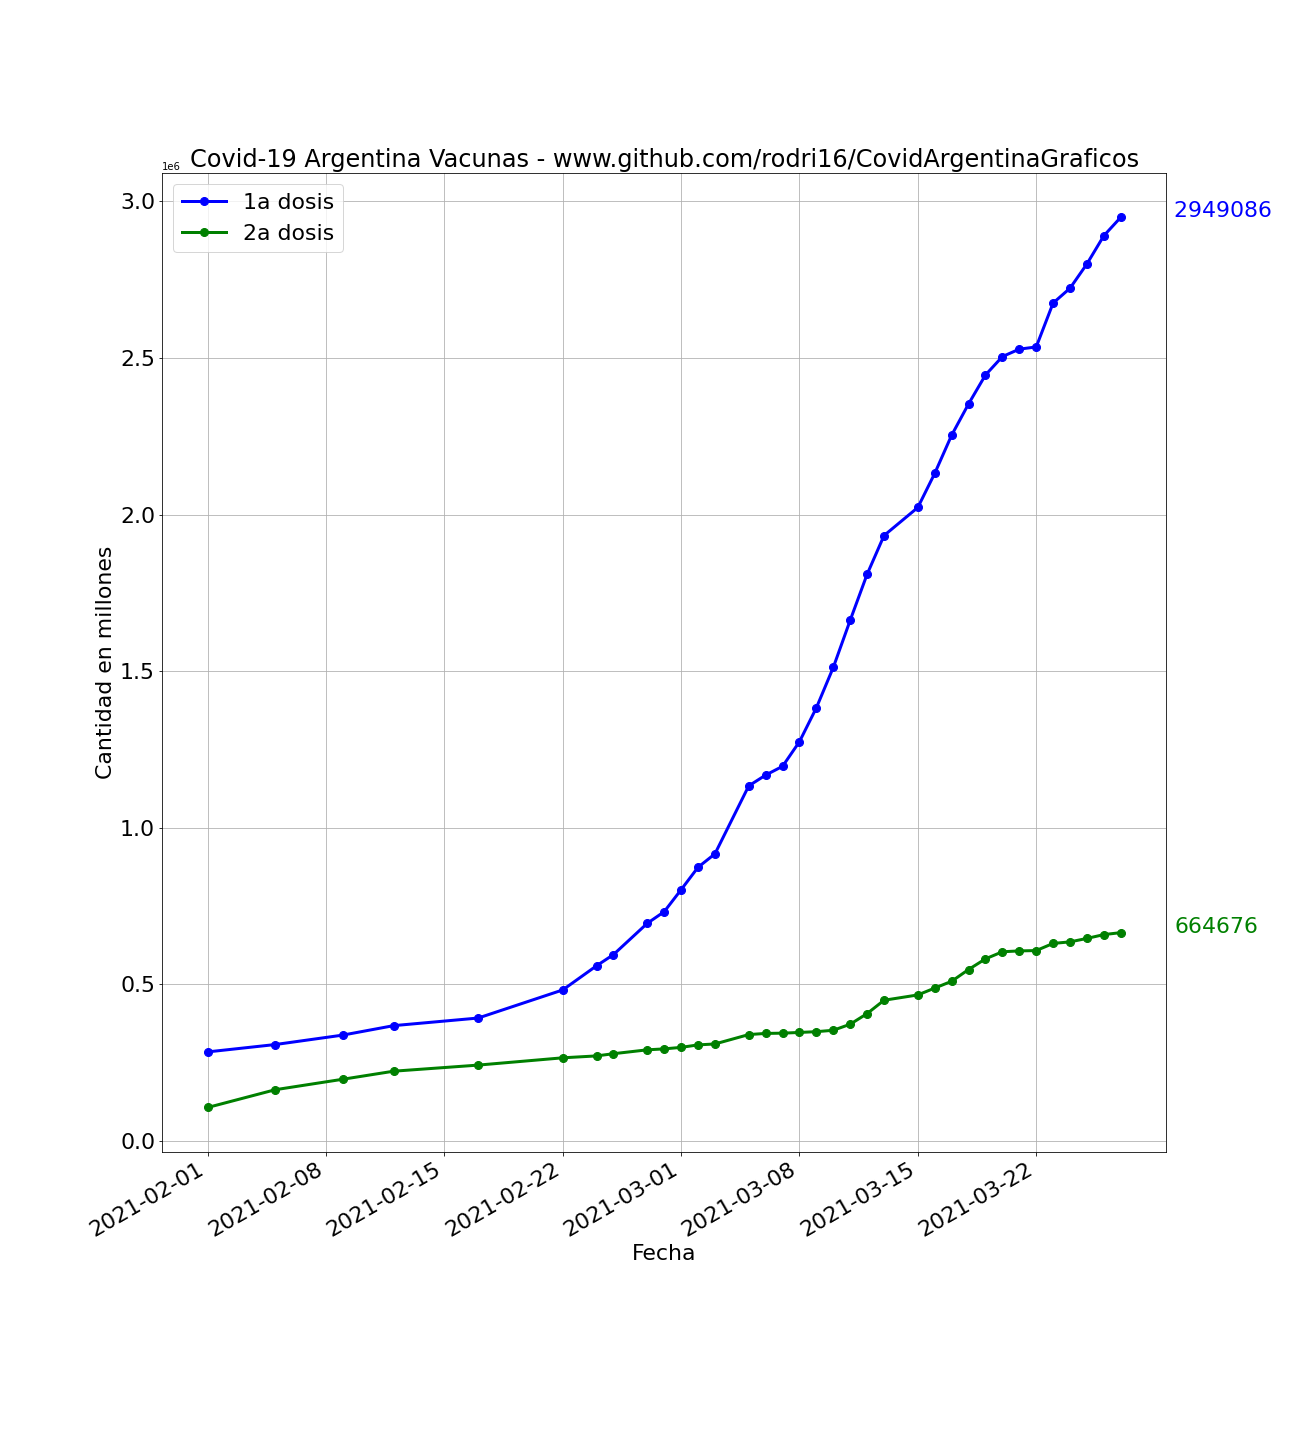 Covid-19 Argentina Vacunas - www.github.com/rodri16/CovidArgentinaGraficos
1e6
1a dosis
2a dosis
3.0
2.5
2.0
1.5
1.0
0.5
0.0
Cantidad en millones
2949086
664676
2021-02-01
2021-02-08
2021-02-15
2021-02-22
2021-03-01
2021-03-08
2021-03-15
2021-03-22
Fecha